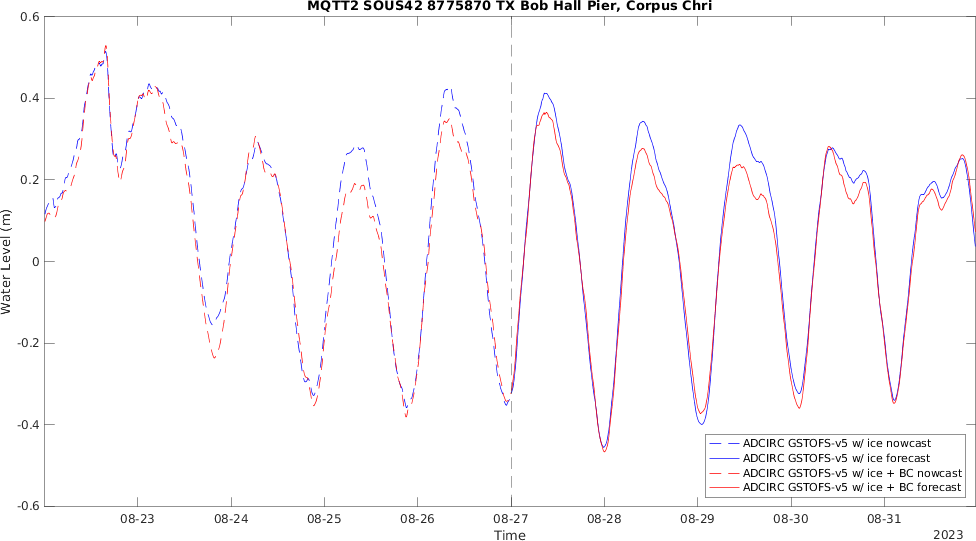 MQTT2 SOUS42 8775870 TX Bob Hall Pier, Corpus Chri
0.6
0.4
0.2
0
-0.2
-0.4
-0.6
Water Level (m)
08-23 08-24 08-25 08-26 08-27 08-28 08-29 08-30 08-31
Time
2023
ADCIRC GSTOFS-v5 w/ ice nowcast
ADCIRC GSTOFS-v5 w/ ice forecast
ADCIRC GSTOFS-v5 w/ ice + BC nowcast
ADCIRC GSTOFS-v5 w/ ice + BC forecast